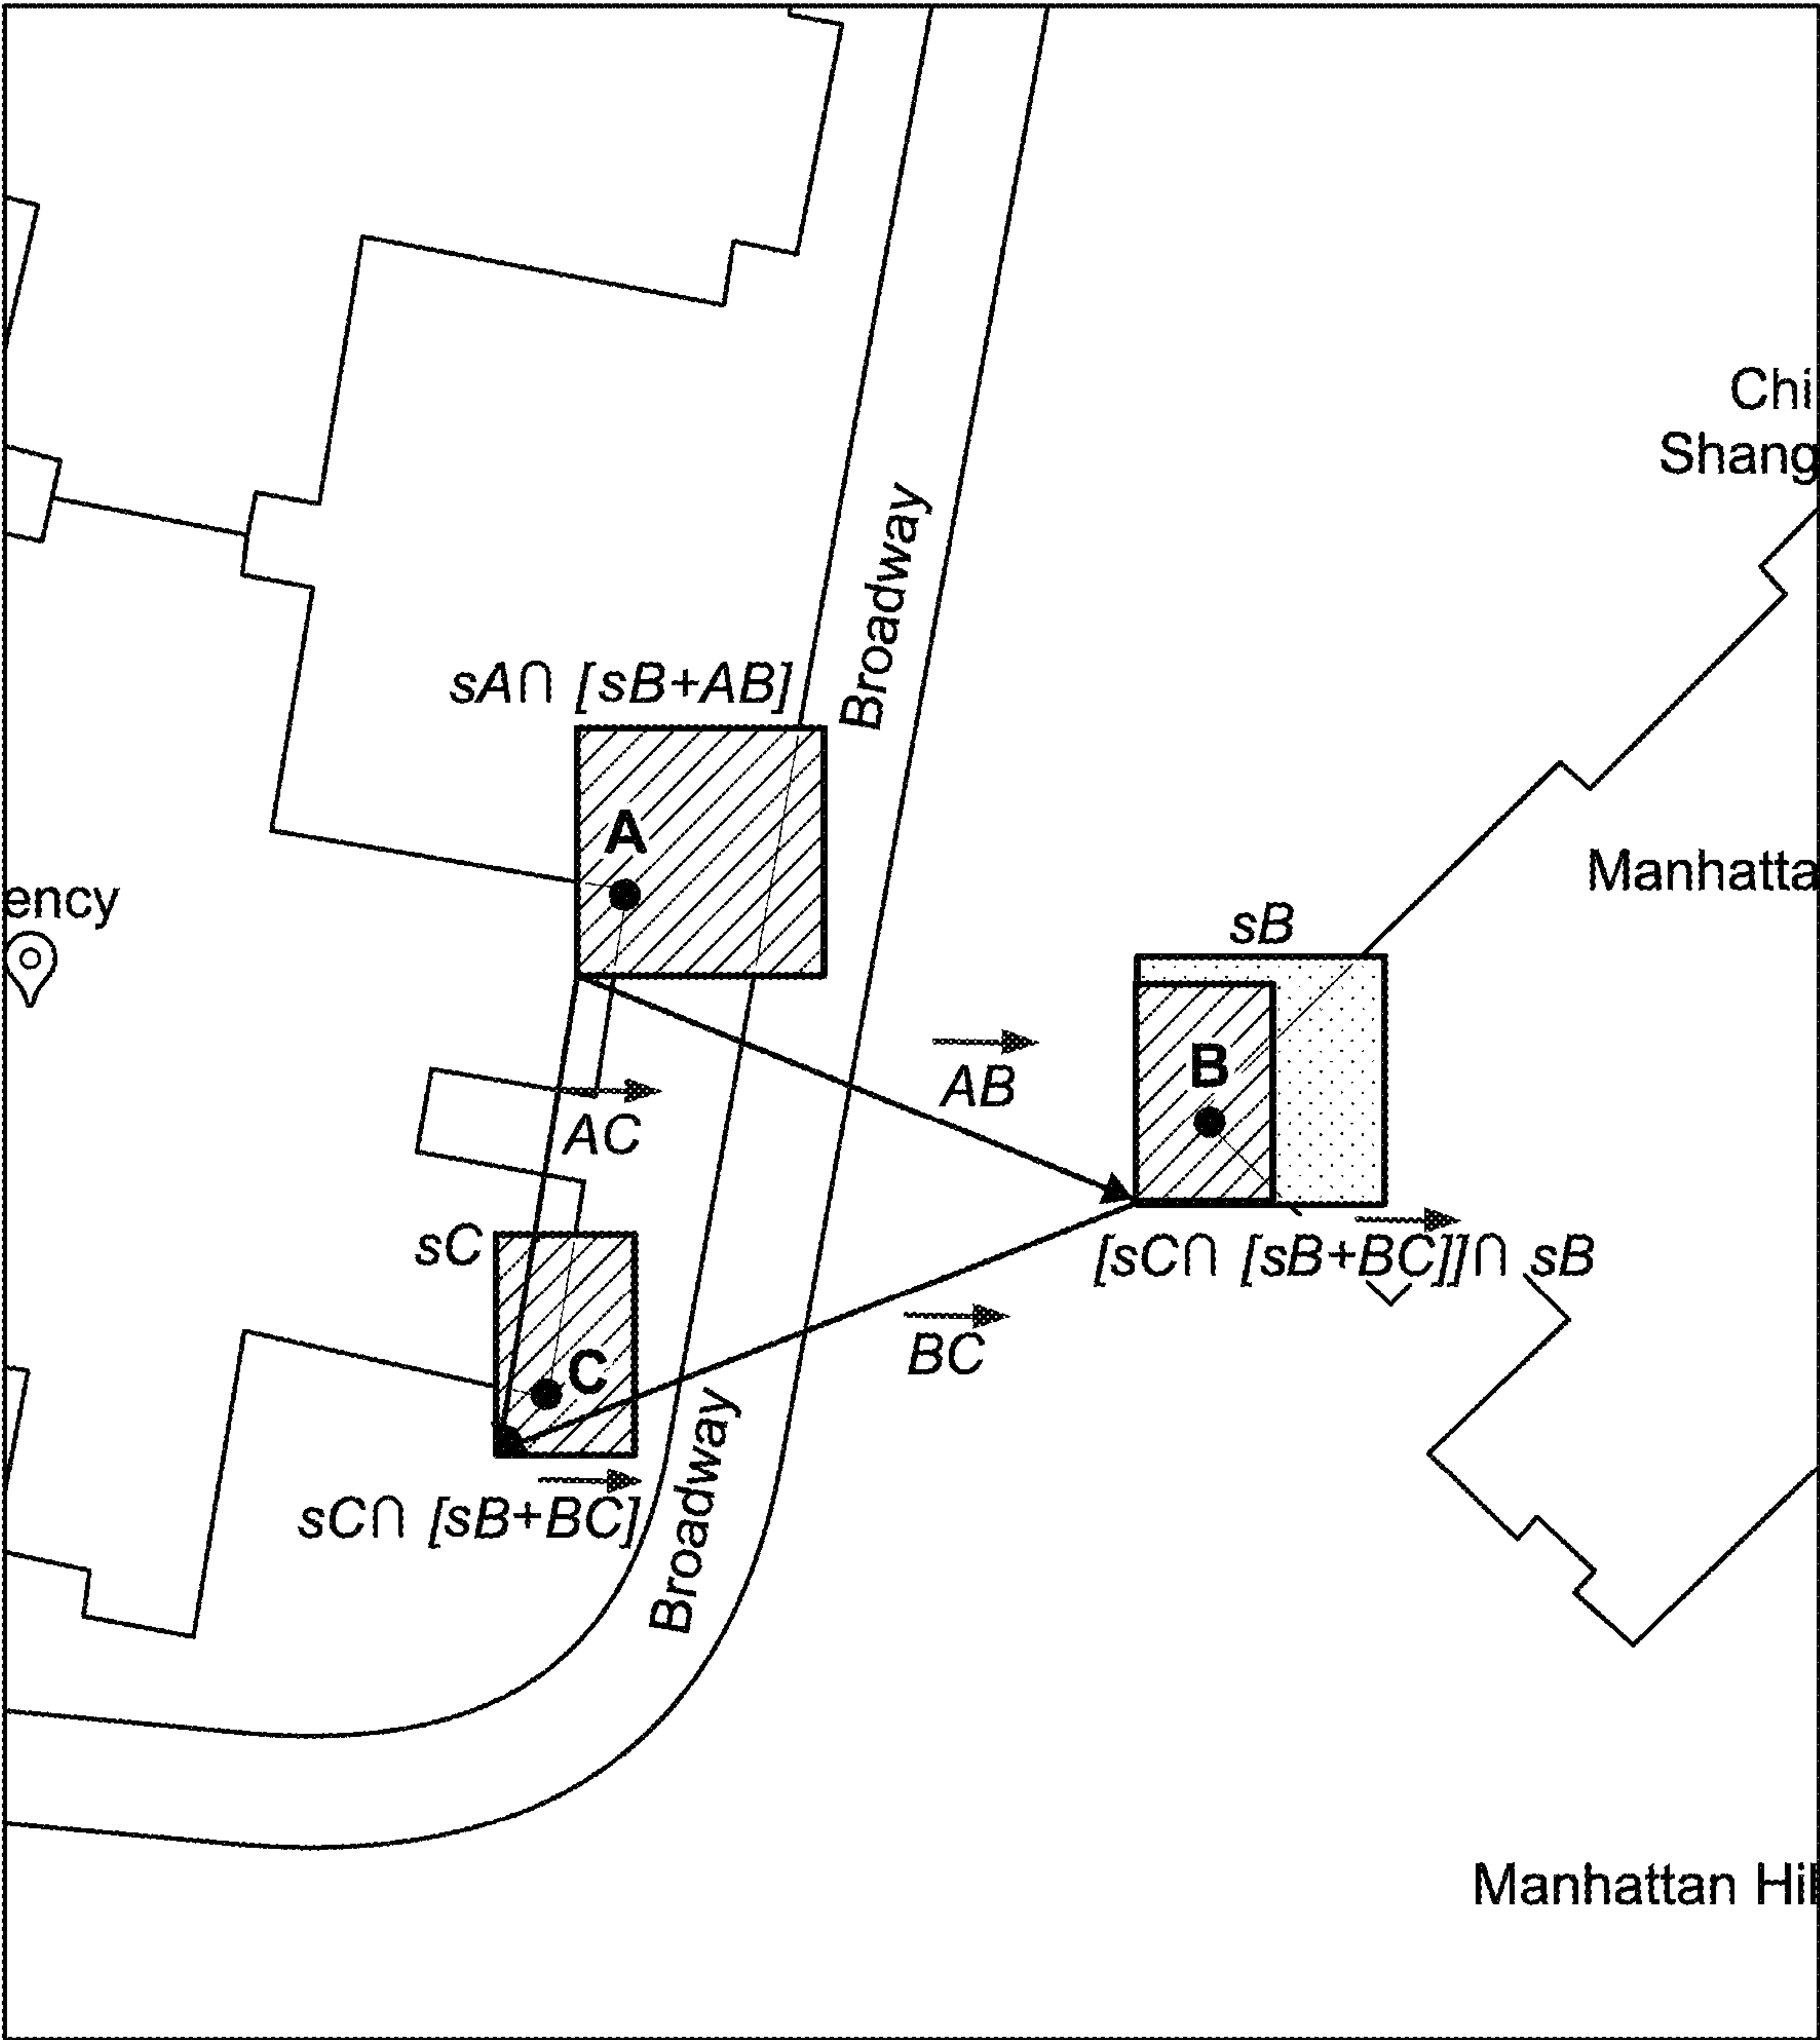 Chi
Shang
Broadway
sA∩ [sB+AB]
A
Manhatta
ency
sB
B
AB
AC
sC
[sC∩ [sB+BC]]∩ sB
BC
C
Broadway
sC∩ [sB+BC]
Manhattan Hil